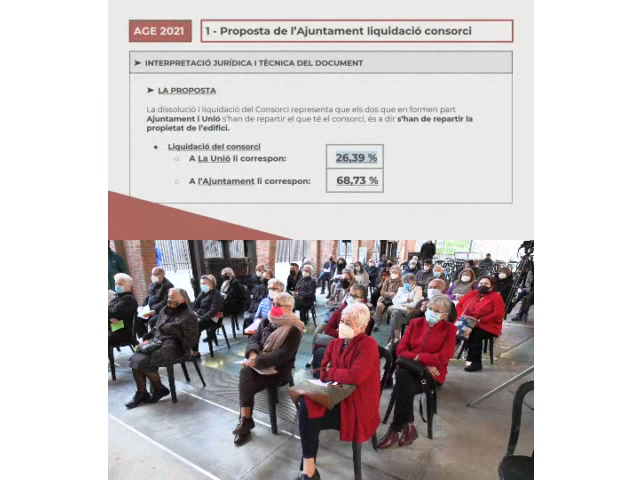 AGE 2021
1 - Proposta de l'Ajuntament liquidació consorci
➤ INTERPRETACIÓ JURÍDICA I TÈCNICA DEL DOCUMENT
➤ LA PROPOSTA
La dissolució i liquidació del Consorci representa que els dos que en formen part
Ajuntament i Unió s'han de repartir el que té el consorci, és a dir s'han de repartir la
propietat de l'edifici.
• Liquidación del consorci
○ A La Unió li correspon: 26,39 %
○ A l'Ajuntament li correspon: 68,73 %